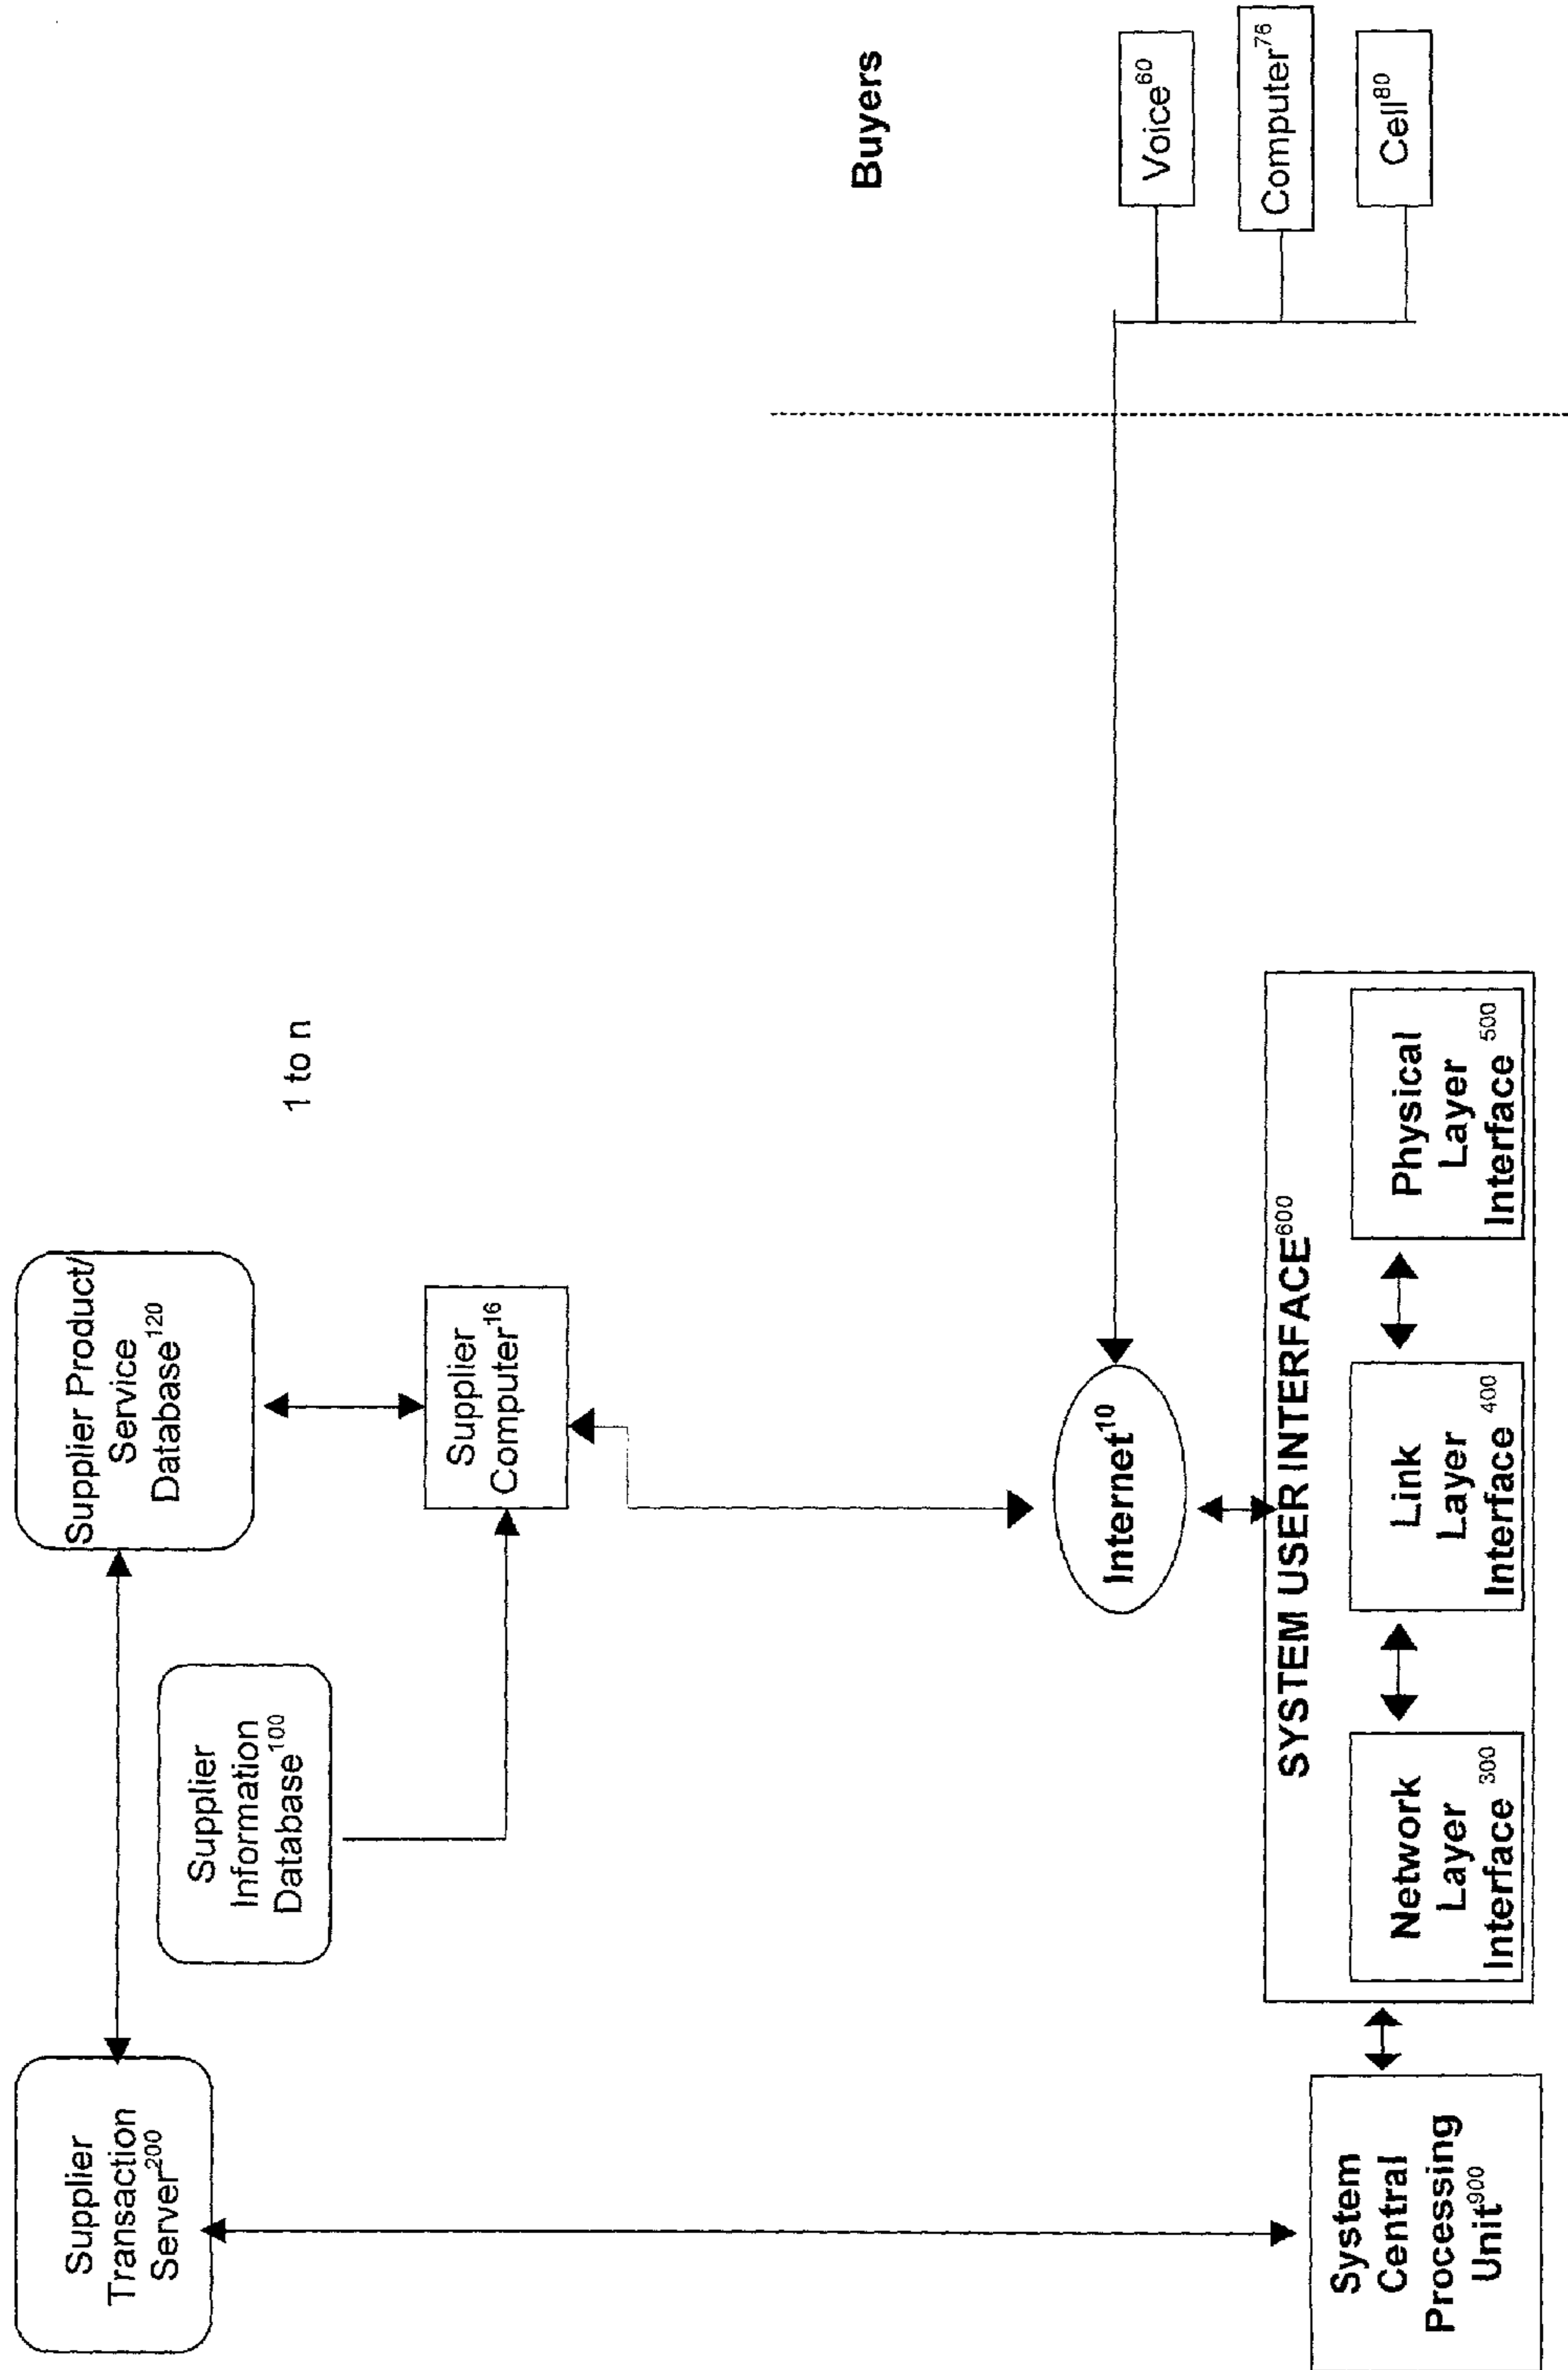 Supplier
Transaction
Server200
Supplier
Information
Database100
Supplier Product/
Service
Database120
Supplier
Computer16
1 to n
Buyers
Voice60
Computer76
Cell80
Internet10
SYSTEM USER INTERFACE600
System
Central
Processing
Unit900
Network
Layer
Interface 300
Link
Layer
Interface 400
Physical
Layer
Interface 500